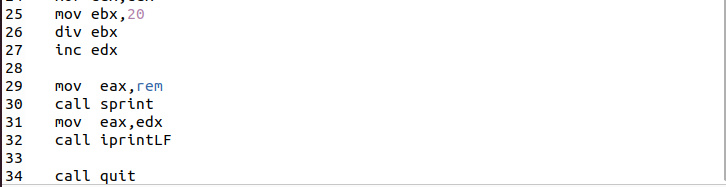 25 mov ebx,20
26 div ebx
27 inc edx
28
29 mov eax,rem
30 call sprint
31 mov eax,edx
32 call iprintLF
33
34 call quit